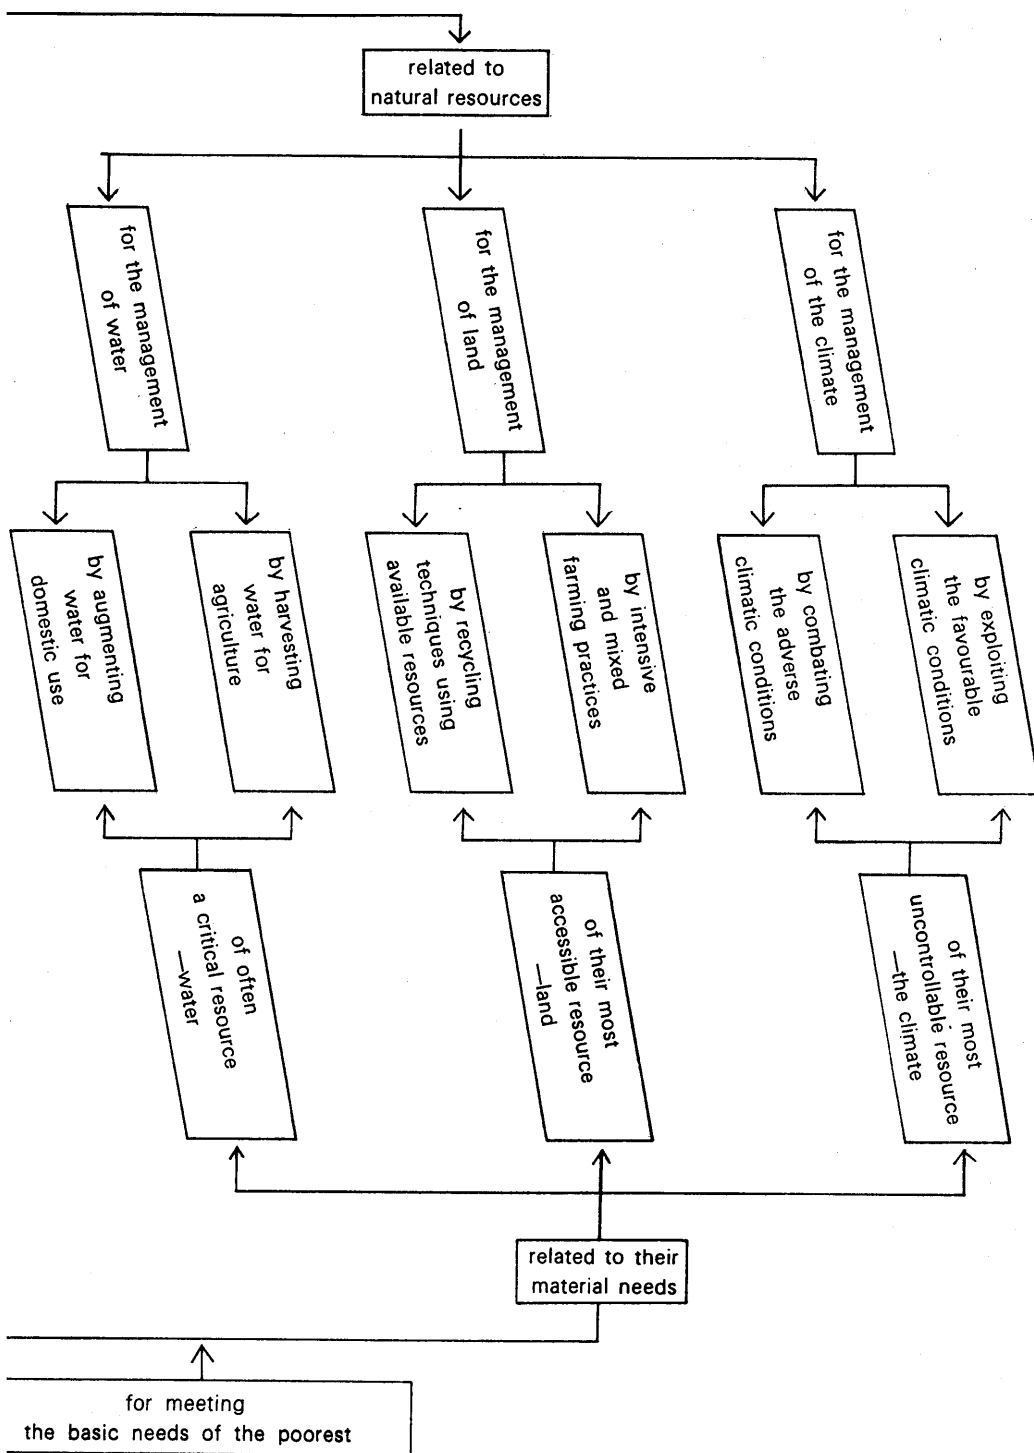 related to
natural resources
for the management
of water
for the management
of land
for the management
of the climate
by augmenting
water for
domestic use
by harvesting
water for
agriculture
by recycling
techniques using
available resources
by intensive
and mixed
farming practices
by combating
the adverse
climatic conditions
by exploiting
the favourable
climatic conditions
of often
a critical resource
—water
of their most
accessible resource
—land
of their most
uncontrollable resource
—the climate
related to their
material needs
for meeting
the basic needs of the poorest